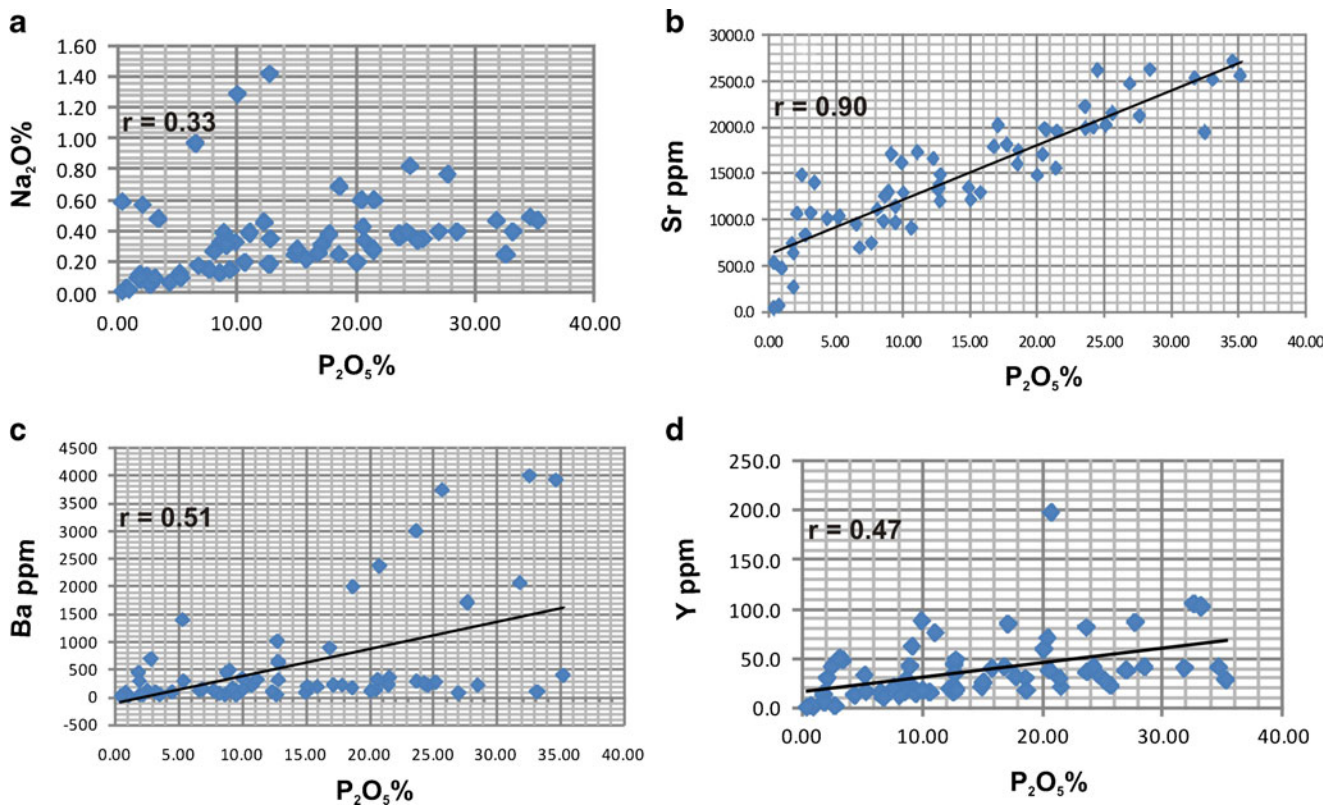 a
1.60
1.40
1.20
1.00
0.80
0.60
0.40
0.20
0.00
r = 0.33
Na₂O%
0.00 10.00 20.00 30.00 40.00
P₂O₅%
b
3000.0
2500.0
2000.0
1500.0
1000.0
500.0
0.0
r = 0.90
Sr ppm
0.00 5.00 10.00 15.00 20.00 25.00 30.00 35.00 40.00
P₂O₅%
c
4500
4000
3500
3000
2500
2000
1500
1000
500
0
-500
r = 0.51
Ba ppm
0.00 5.00 10.00 15.00 20.00 25.00 30.00 35.00 40.00
P₂O₅%
d
250.0
200.0
150.0
100.0
50.0
0.0
r = 0.47
Y ppm
0.00 10.00 20.00 30.00 40.00
P₂O₅%